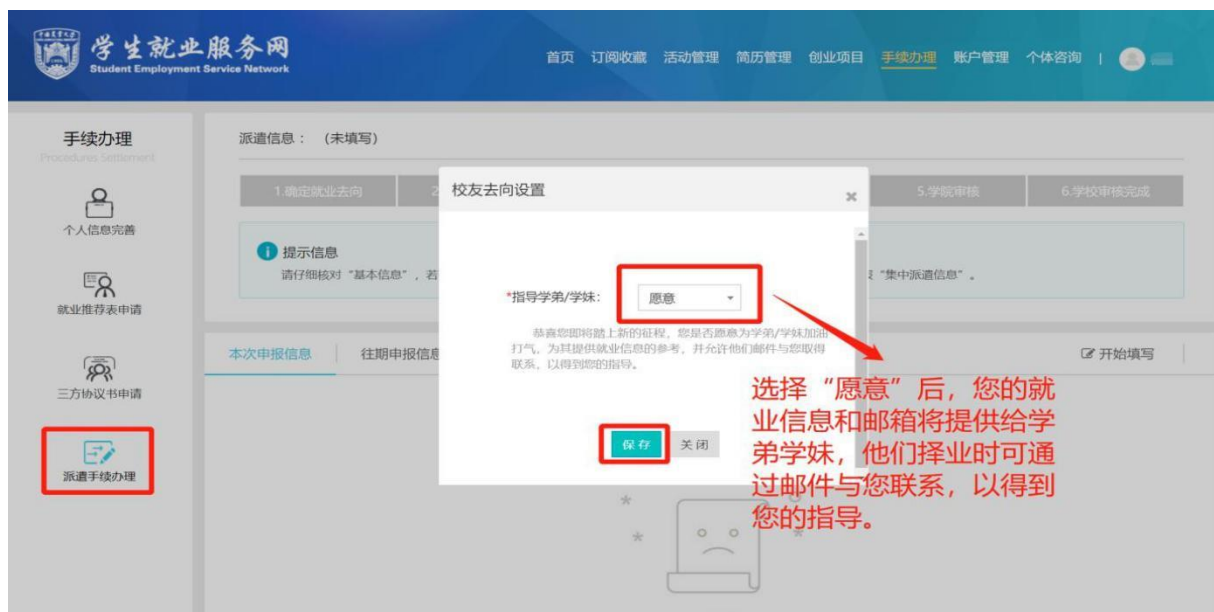 学生就业服务网
Student Employment Service Network
首页 订阅收藏 活动管理 简历管理 创业项目 手续办理 账户管理 个体咨询 |
手续办理
Procedures Settlement
个人信息完善
就业推荐表申请
三方协议书申请
派遣手续办理
派遣信息： （未填写）
1.确定就业去向 2 5.学院审核 6.学校审核完成
提示信息
请仔细核对“基本信息”，若 “集中派遣信息”。
本次申报信息 往期申报信息 开始填写
校友去向设置
*指导学弟/学妹: 愿意
恭喜您即将踏上新的征程，您是否愿意为学弟/学妹加油
打气，为其提供就业信息的参考，并允许他们邮件与您取得
联系，以得到您的指导。
保存 关闭
选择“愿意”后，您的就
业信息和邮箱将提供给学
弟学妹，他们择业时可通
过邮件与您联系，以得到
您的指导。